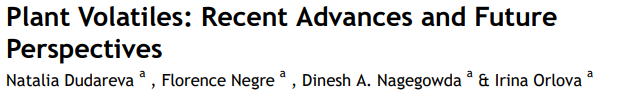 Plant Volatiles: Recent Advances and Future
Perspectives
Natalia Dudareva a , Florence Negre a , Dinesh A. Nagegowda a & Irina Orlova a